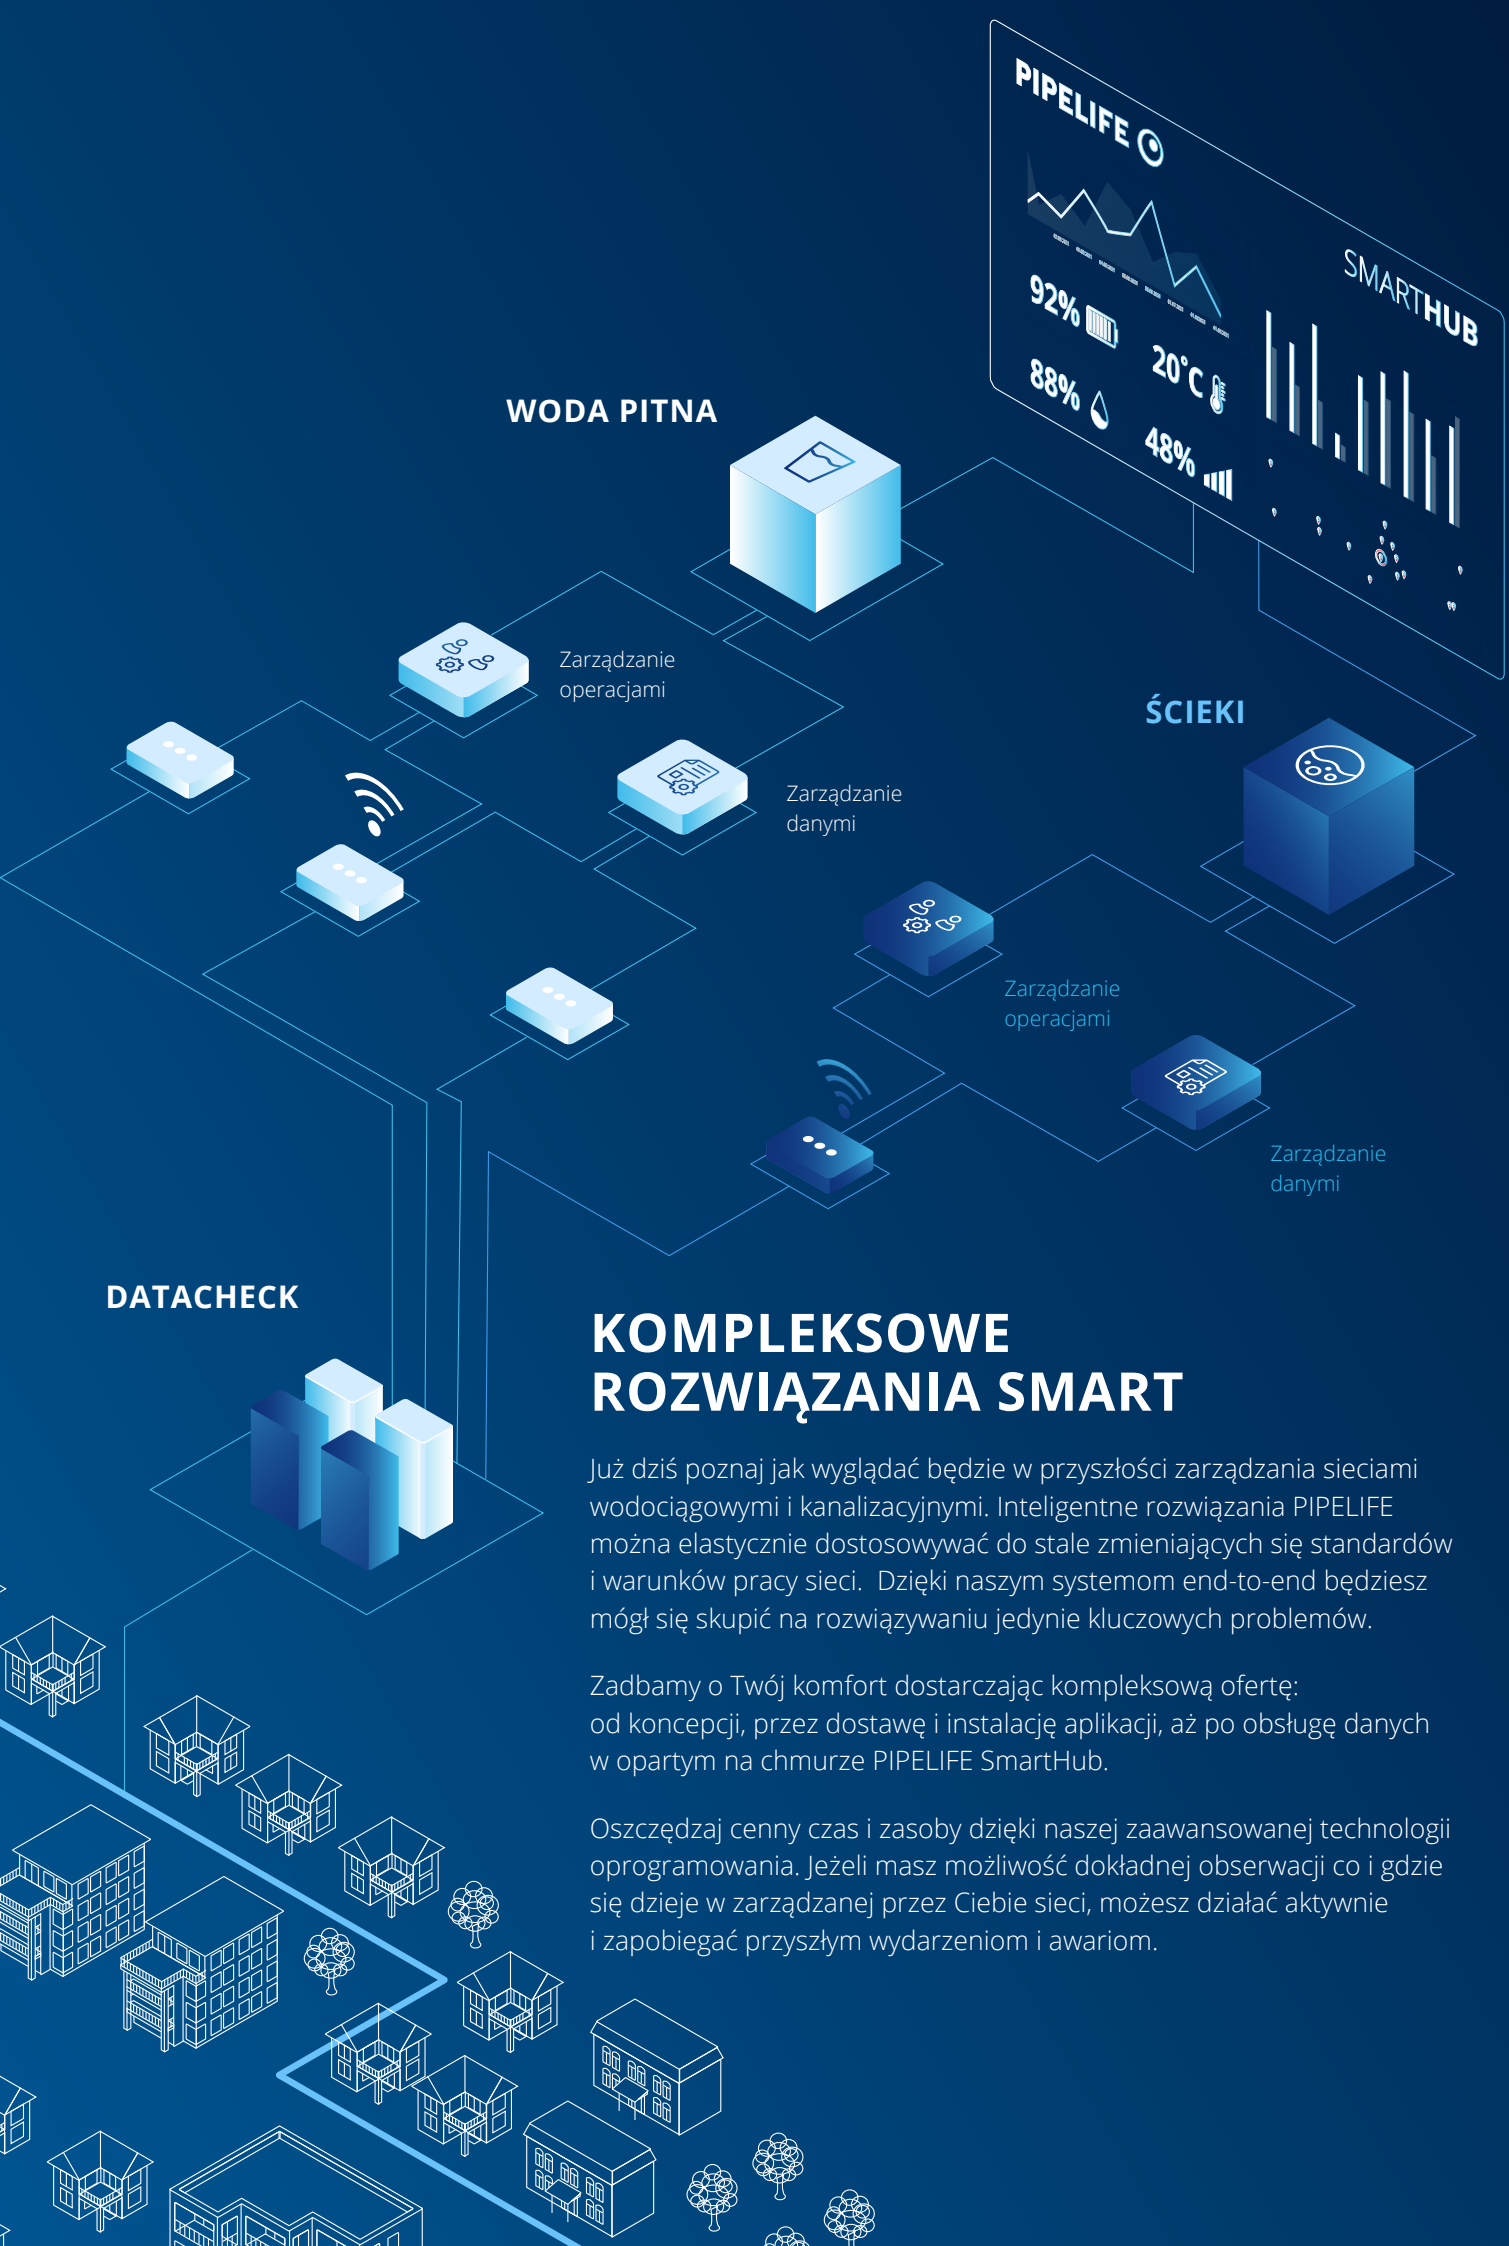 PIPELIFE
SMARTHUB
92%
20°C
88%
48%
WODA PITNA
Zarządzanie
operacjami
Zarządzanie
danymi
ŚCIEKI
Zarządzanie
operacjami
Zarządzanie
danymi
DATACHECK
KOMPLEKSOWE
ROZWIĄZANIA SMART
Już dziś poznaj jak wyglądać będzie w przyszłości zarządzania sieciami
wodociągowymi i kanalizacyjnymi. Inteligentne rozwiązania PIPELIFE
można elastycznie dostosowywać do stale zmieniających się standardów
i warunków pracy sieci.  Dzięki naszym systemom end-to-end będziesz
mógł się skupić na rozwiązywaniu jedynie kluczowych problemów.
Zadbamy o Twój komfort dostarczając kompleksową ofertę:
od koncepcji, przez dostawę i instalację aplikacji, aż po obsługę danych
w opartym na chmurze PIPELIFE SmartHub.
Oszczędzaj cenny czas i zasoby dzięki naszej zaawansowanej technologii
oprogramowania. Jeżeli masz możliwość dokładnej obserwacji co i gdzie
się dzieje w zarządzanej przez Ciebie sieci, możesz działać aktywnie
i zapobiegać przyszłym wydarzeniom i awariom.